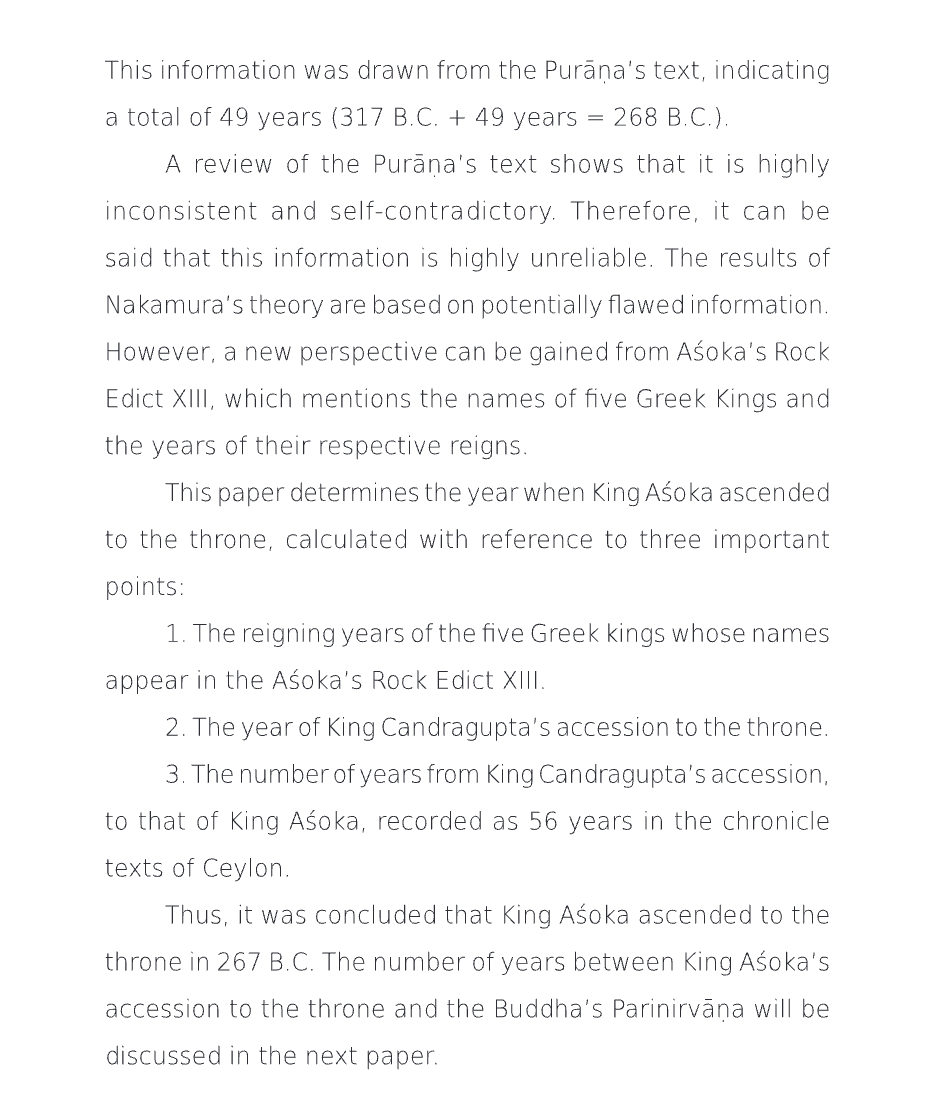 This information was drawn from the Purāṇa's text, indicating
a total of 49 years (317 B.C. + 49 years = 268 B.C.).
A review of the Purāṇa's text shows that it is highly
inconsistent and self-contradictory. Therefore, it can be
said that this information is highly unreliable. The results of
Nakamura's theory are based on potentially flawed information.
However, a new perspective can be gained from Aśoka's Rock
Edict XIII, which mentions the names of five Greek Kings and
the years of their respective reigns.
This paper determines the year when King Aśoka ascended
to the throne, calculated with reference to three important
points:
1. The reigning years of the five Greek kings whose names
appear in the Aśoka's Rock Edict XIII.
2. The year of King Candragupta's accession to the throne.
3. The number of years from King Candragupta's accession,
to that of King Aśoka, recorded as 56 years in the chronicle
texts of Ceylon.
Thus, it was concluded that King Aśoka ascended to the
throne in 267 B.C. The number of years between King Aśoka's
accession to the throne and the Buddha's Parinirvāṇa will be
discussed in the next paper.